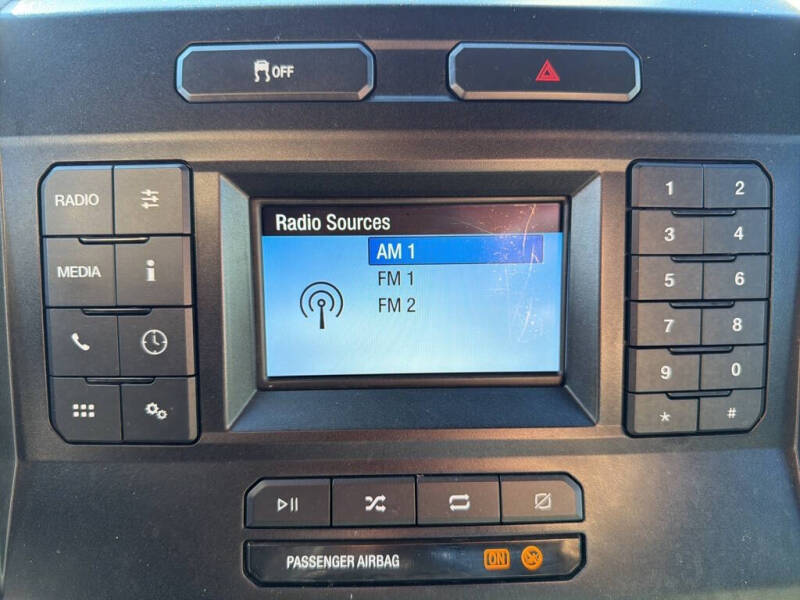 OFF
RADIO
MEDIA
Radio Sources
AM 1
FM 1
FM 2
1 2
3 4
5 6
7 8
9 0
* #
PASSENGER AIRBAG ON